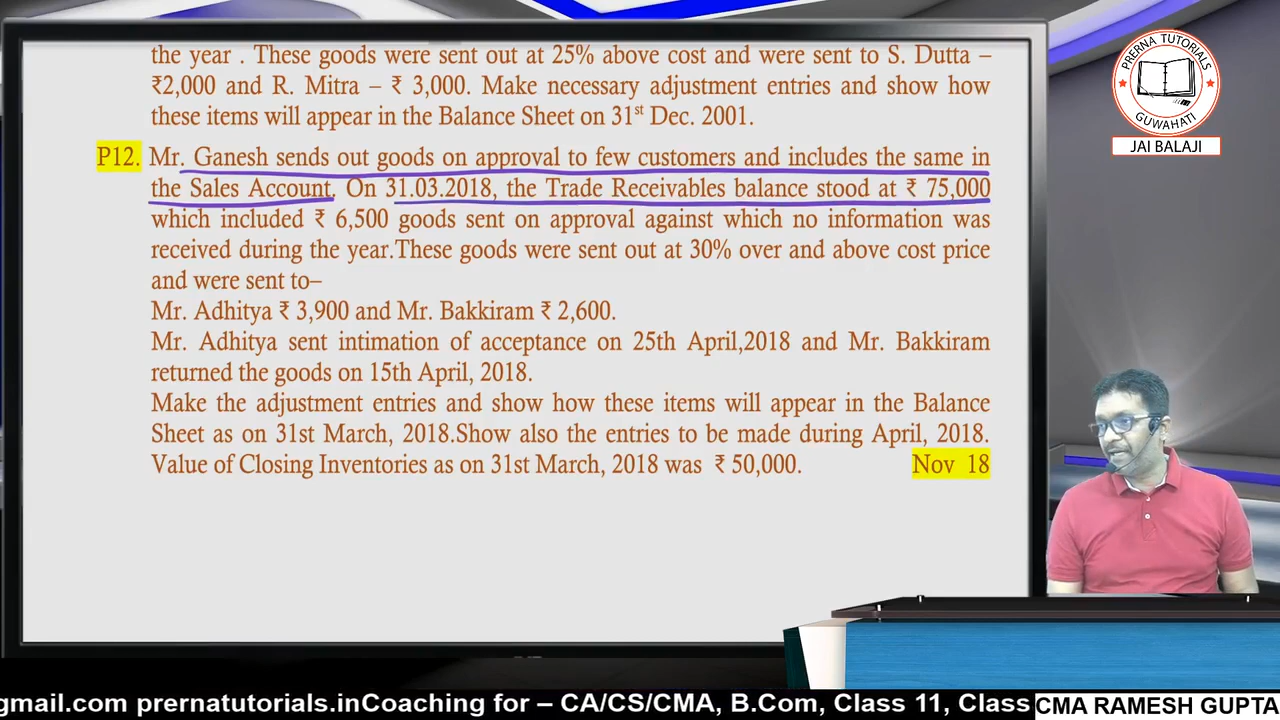 the year . These goods were sent out at 25% above cost and were sent to S. Dutta –
₹2,000 and R. Mitra – ₹ 3,000. Make necessary adjustment entries and show how
these items will appear in the Balance Sheet on 31st Dec. 2001.
P12. Mr. Ganesh sends out goods on approval to few customers and includes the same in
the Sales Account. On 31.03.2018, the Trade Receivables balance stood at ₹ 75,000
which included ₹ 6,500 goods sent on approval against which no information was
received during the year.These goods were sent out at 30% over and above cost price
and were sent to–
Mr. Adhitya ₹ 3,900 and Mr. Bakkiram ₹ 2,600.
Mr. Adhitya sent intimation of acceptance on 25th April,2018 and Mr. Bakkiram
returned the goods on 15th April, 2018.
Make the adjustment entries and show how these items will appear in the Balance
Sheet as on 31st March, 2018.Show also the entries to be made during April, 2018.
Value of Closing Inventories as on 31st March, 2018 was ₹ 50,000. Nov 18
PRERNA TUTORIALS
GUWAHATI
JAI BALAJI
gmail.com prernatutorials.inCoaching for – CA/CS/CMA, B.Com, Class 11, Class
CMA RAMESH GUPTA